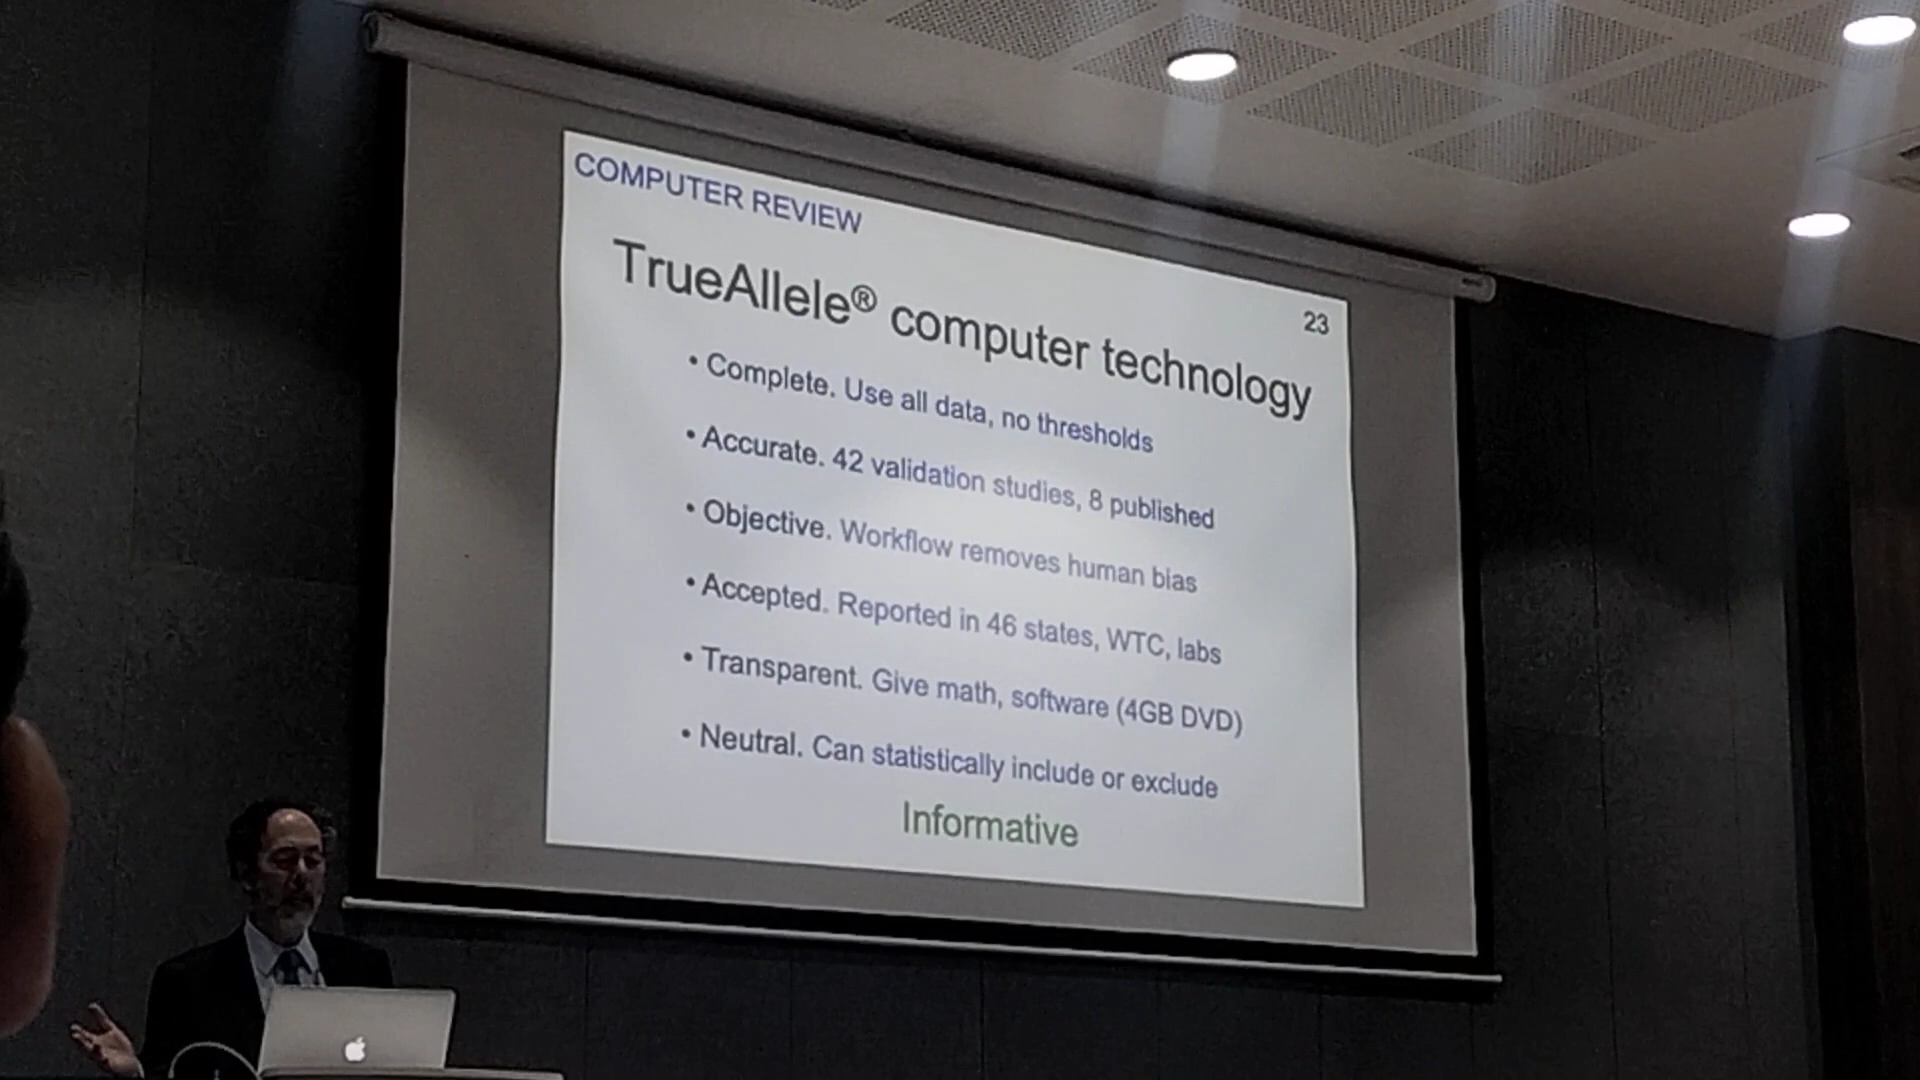 COMPUTER REVIEW
23
TrueAllele® computer technology
• Complete. Use all data, no thresholds
• Accurate. 42 validation studies, 8 published
• Objective. Workflow removes human bias
• Accepted. Reported in 46 states, WTC, labs
• Transparent. Give math, software (4GB DVD)
• Neutral. Can statistically include or exclude
Informative